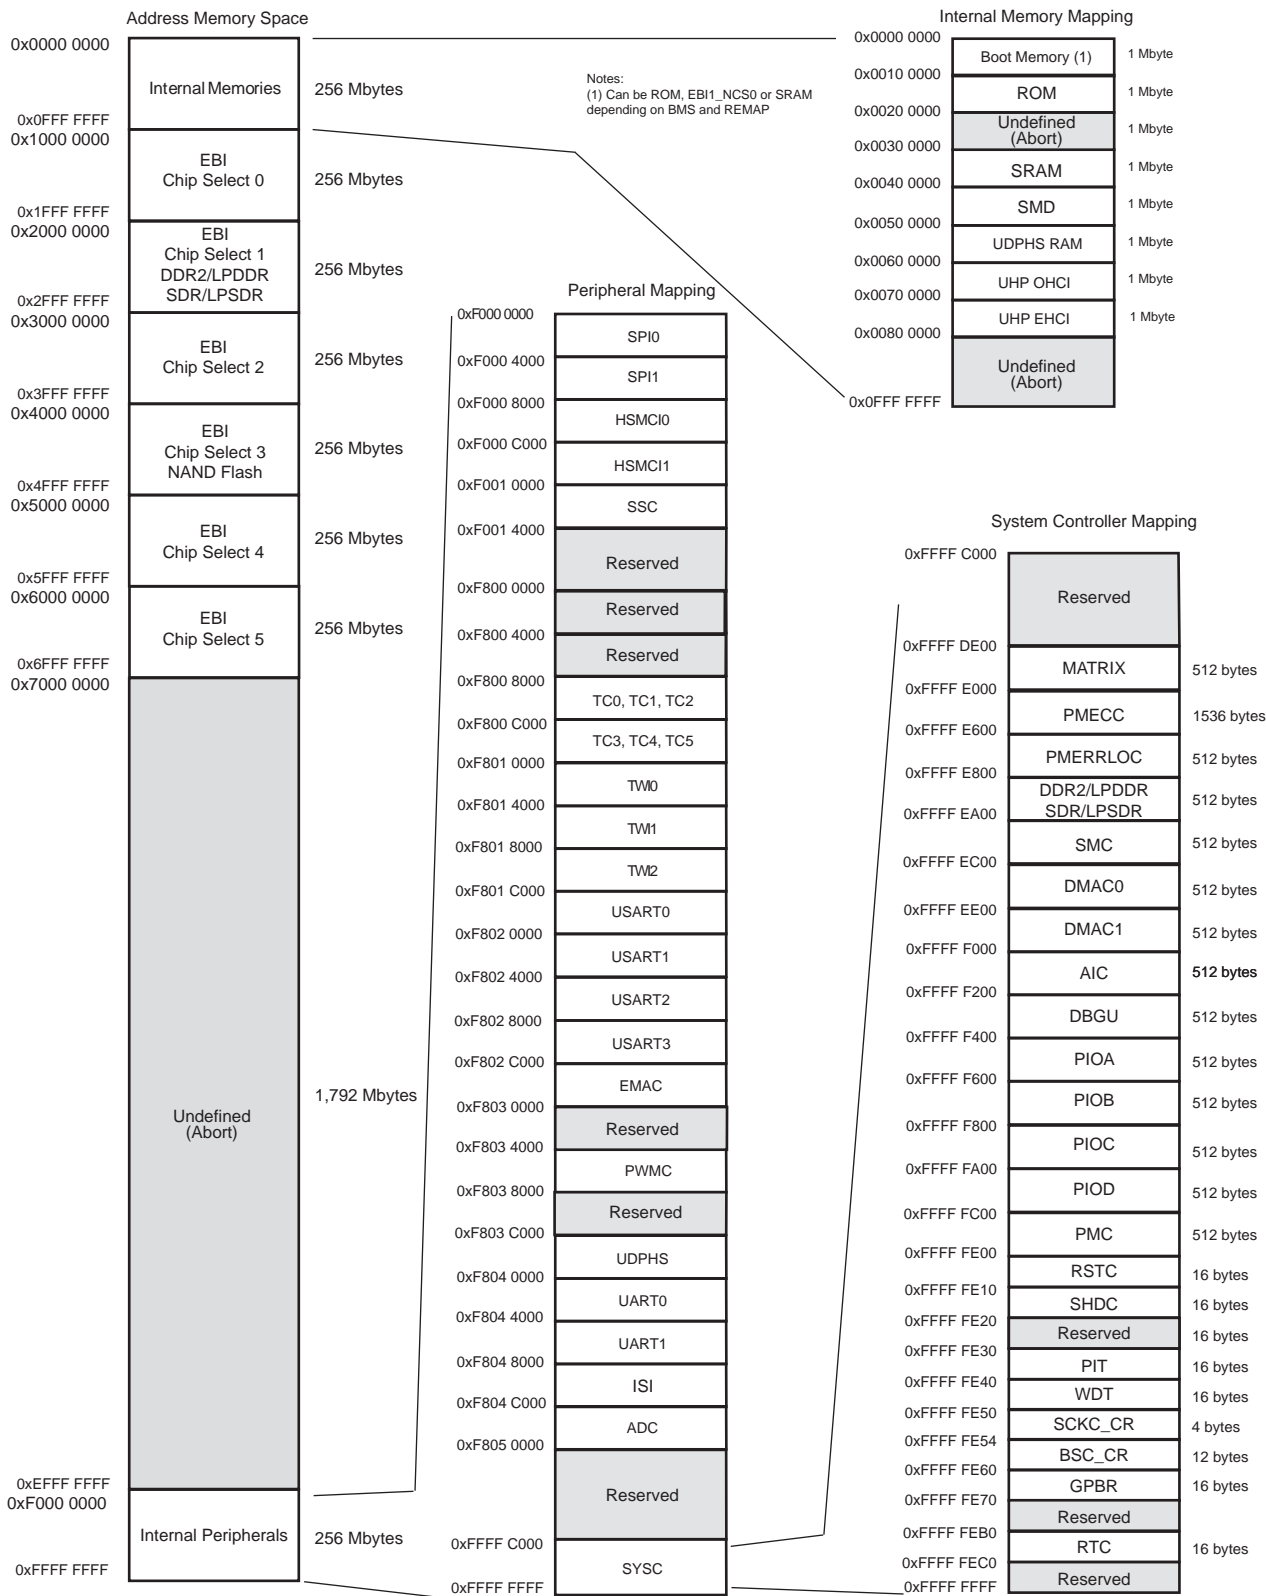 Address Memory Space
0x0000 0000
Internal Memories
256 Mbytes
0x0FFF FFFF
0x1000 0000
EBI
Chip Select 0
256 Mbytes
0x1FFF FFFF
0x2000 0000
EBI
Chip Select 1
DDR2/LPDDR
SDR/LPSDR
256 Mbytes
0x2FFF FFFF
0x3000 0000
EBI
Chip Select 2
256 Mbytes
0x3FFF FFFF
0x4000 0000
EBI
Chip Select 3
NAND Flash
256 Mbytes
0x4FFF FFFF
0x5000 0000
EBI
Chip Select 4
256 Mbytes
0x5FFF FFFF
0x6000 0000
EBI
Chip Select 5
256 Mbytes
0x6FFF FFFF
0x7000 0000
Undefined
(Abort)
1,792 Mbytes
0xEFFF FFFF
0xF000 0000
Internal Peripherals
256 Mbytes
0xFFFF FFFF
Notes:
(1) Can be ROM, EBI1_NCS0 or SRAM
depending on BMS and REMAP
Peripheral Mapping
0xF000 0000
SPI0
0xF000 4000
SPI1
0xF000 8000
HSMCI0
0xF000 C000
HSMCI1
0xF001 0000
SSC
0xF001 4000
Reserved
0xF800 0000
Reserved
0xF800 4000
Reserved
0xF800 8000
TC0, TC1, TC2
0xF800 C000
TC3, TC4, TC5
0xF801 0000
TWI0
0xF801 4000
TWI1
0xF801 8000
TWI2
0xF801 C000
USART0
0xF802 0000
USART1
0xF802 4000
USART2
0xF802 8000
USART3
0xF802 C000
EMAC
0xF803 0000
Reserved
0xF803 4000
PWMC
0xF803 8000
Reserved
0xF803 C000
UDPHS
0xF804 0000
UART0
0xF804 4000
UART1
0xF804 8000
ISI
0xF804 C000
ADC
0xF805 0000
Reserved
0xFFFF C000
SYSC
0xFFFF FFFF
Internal Memory Mapping
0x0000 0000
Boot Memory (1)
1 Mbyte
0x0010 0000
ROM
1 Mbyte
0x0020 0000
Undefined
(Abort)
1 Mbyte
0x0030 0000
SRAM
1 Mbyte
0x0040 0000
SMD
1 Mbyte
0x0050 0000
UDPHS RAM
1 Mbyte
0x0060 0000
UHP OHCI
1 Mbyte
0x0070 0000
UHP EHCI
1 Mbyte
0x0080 0000
Undefined
(Abort)
0x0FFF FFFF
System Controller Mapping
0xFFFF C000
Reserved
0xFFFF DE00
MATRIX
512 bytes
0xFFFF E000
PMECC
1536 bytes
0xFFFF E600
PMERRLOC
512 bytes
0xFFFF E800
DDR2/LPDDR
SDR/LPSDR
512 bytes
0xFFFF EA00
SMC
512 bytes
0xFFFF EC00
DMAC0
512 bytes
0xFFFF EE00
DMAC1
512 bytes
0xFFFF F000
AIC
512 bytes
0xFFFF F200
DBGU
512 bytes
0xFFFF F400
PIOA
512 bytes
0xFFFF F600
PIOB
512 bytes
0xFFFF F800
PIOC
512 bytes
0xFFFF FA00
PIOD
512 bytes
0xFFFF FC00
PMC
512 bytes
0xFFFF FE00
RSTC
16 bytes
0xFFFF FE10
SHDC
16 bytes
0xFFFF FE20
Reserved
16 bytes
0xFFFF FE30
PIT
16 bytes
0xFFFF FE40
WDT
16 bytes
0xFFFF FE50
SCKC_CR
4 bytes
0xFFFF FE54
BSC_CR
12 bytes
0xFFFF FE60
GPBR
16 bytes
0xFFFF FE70
Reserved
0xFFFF FEB0
RTC
16 bytes
0xFFFF FEC0
Reserved
0xFFFF FFFF